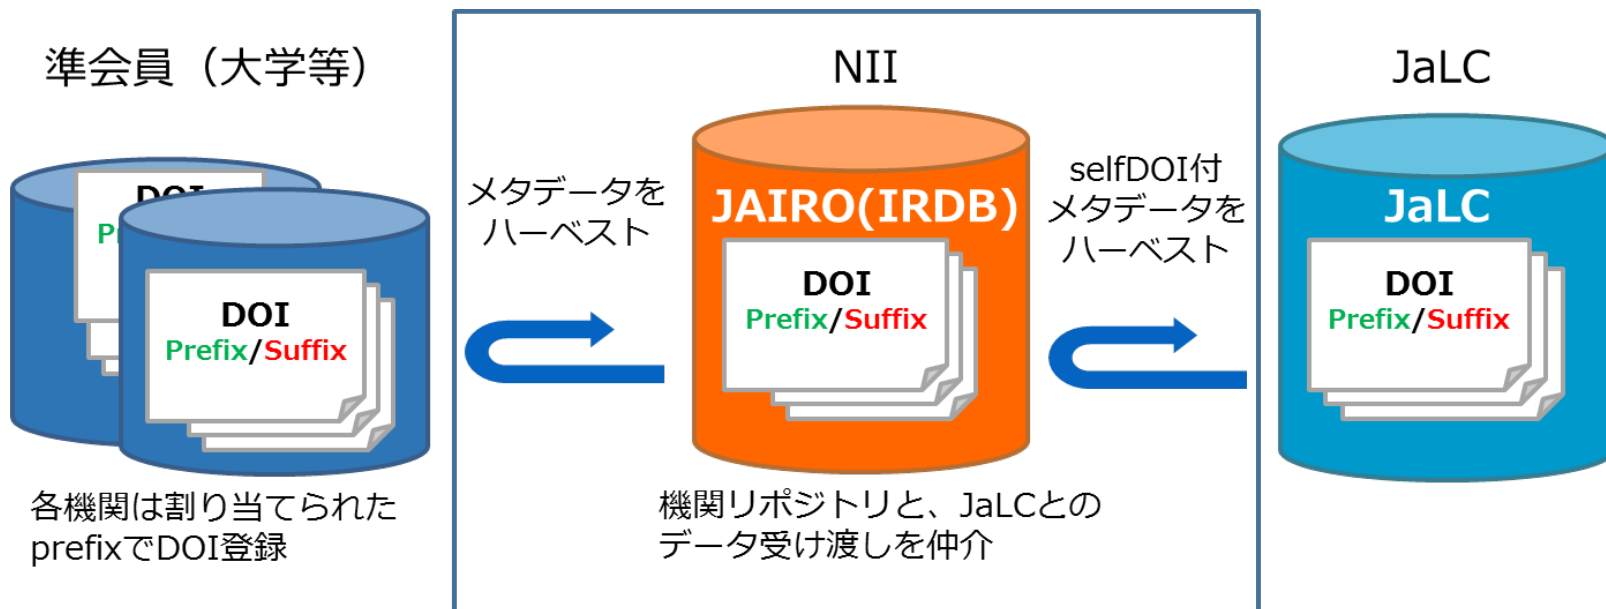 準会員（大学等）
DOI
Pr
DOI
Prefix/Suffix
各機関は割り当てられた
prefixでDOI登録
メタデータを
ハーベスト
NII
JAIRO(IRDB)
DOI
Prefix/Suffix
機関リポジトリと、JaLCとの
データ受け渡しを仲介
selfDOI付
メタデータを
ハーベスト
JaLC
JaLC
DOI
Prefix/Suffix